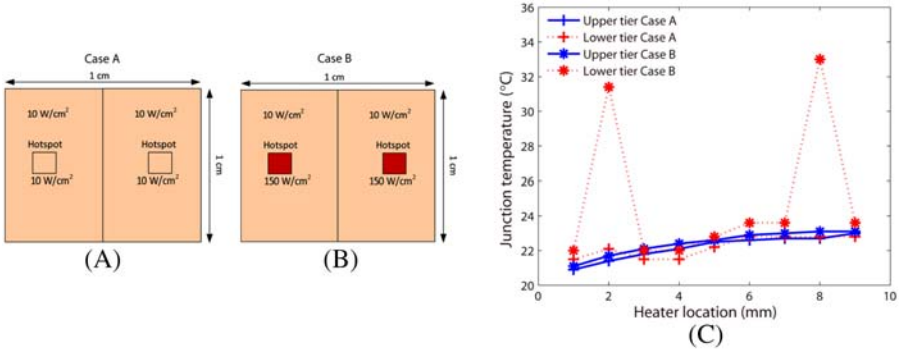 Case A
1 cm
10 W/cm²
10 W/cm²
Hotspot
Hotspot
10 W/cm²
10 W/cm²
(A)
Case B
1 cm
10 W/cm²
10 W/cm²
Hotspot
Hotspot
150 W/cm²
150 W/cm²
1 cm
1 cm
(B)
36
34
32
30
28
26
24
22
20
Junction temperature (°C)
Upper tier Case A
Lower tier Case A
Upper tier Case B
Lower tier Case B
0
2
4
6
8
10
Heater location (mm)
(C)